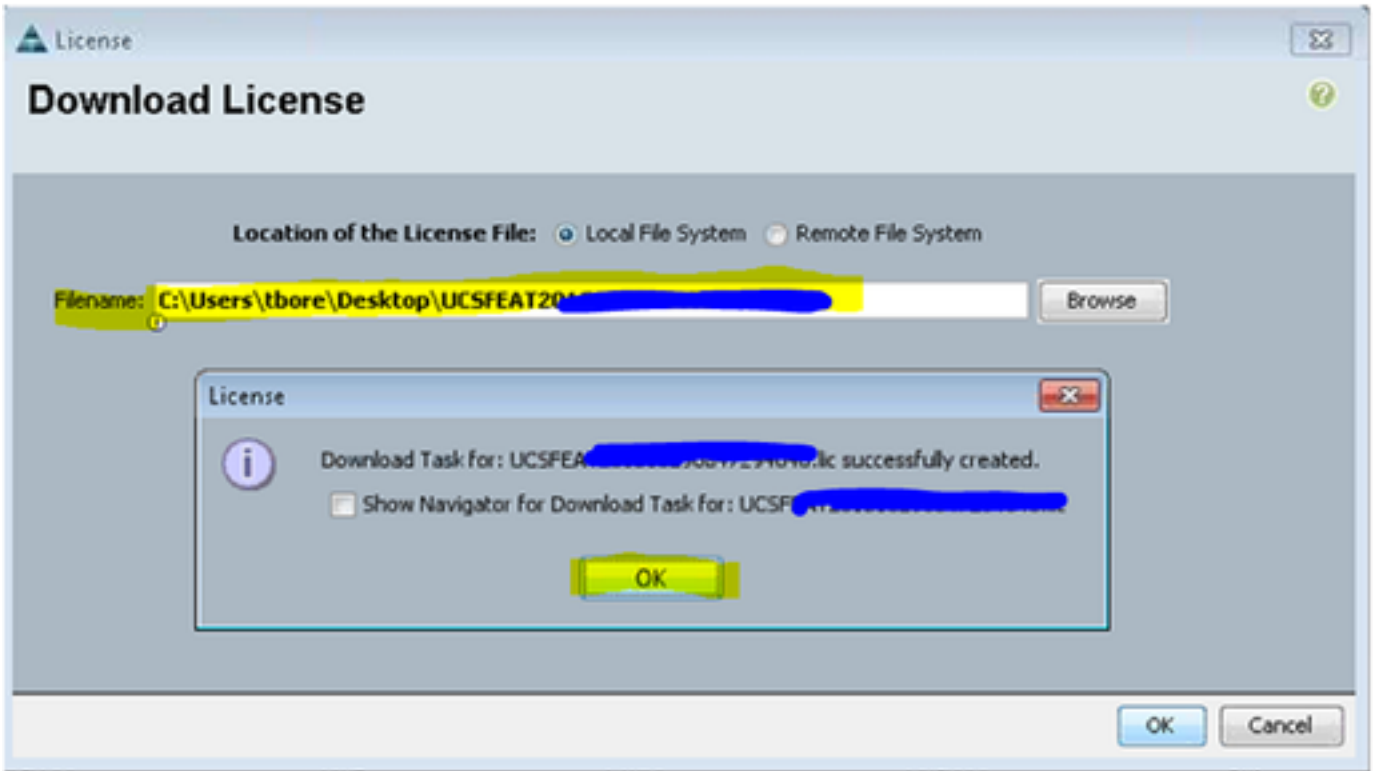 License
Download License
Location of the License File: Local File System Remote File System
Filename: C:\Users\tbore\Desktop\UCSFEAT20 Browse
License
Download Task for: UCSFEA .lic successfully created.
Show Navigator for Download Task for: UCSF
OK
OK Cancel